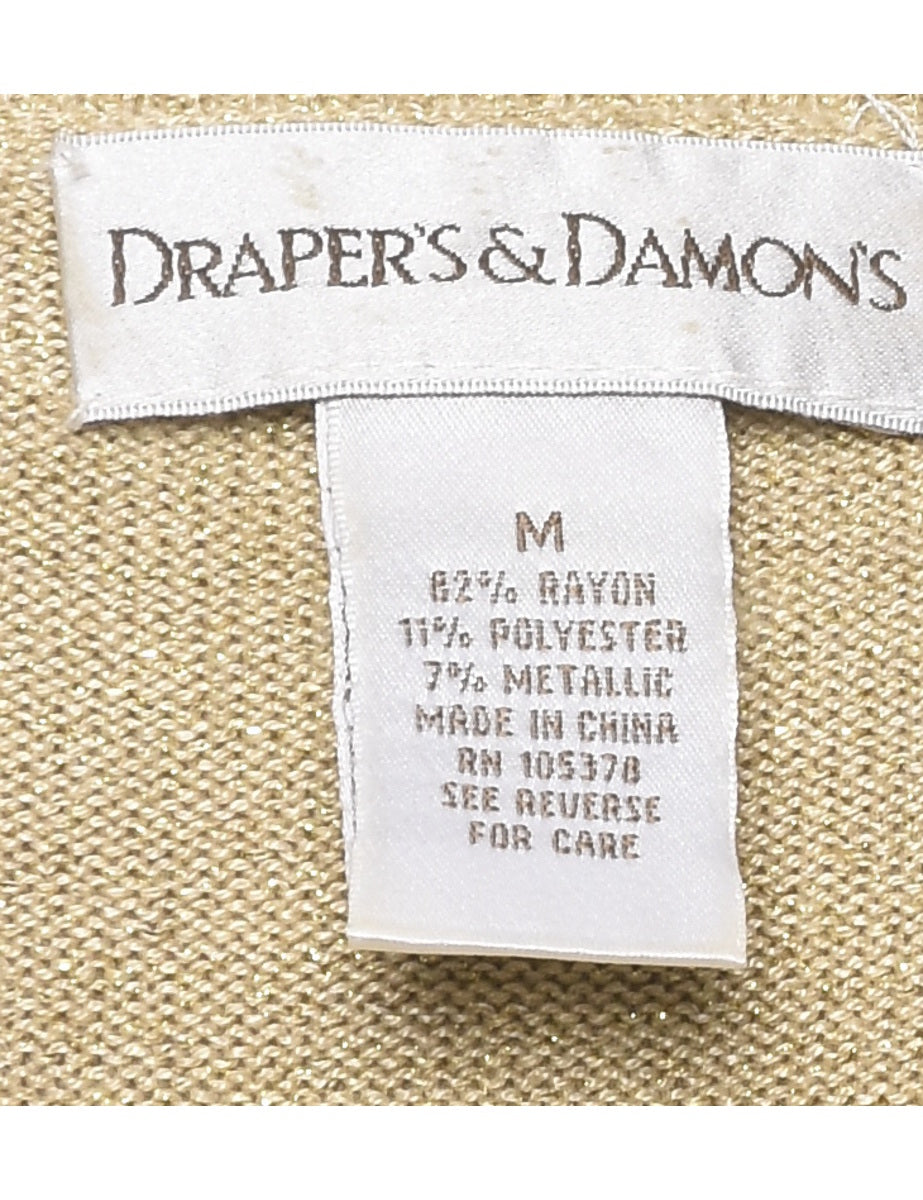 DRAPER'S & DAMON'S
M
82% RAYON
11% POLYESTER
7% METALLIC
MADE IN CHINA
RN 105378
SEE REVERSE
FOR CARE